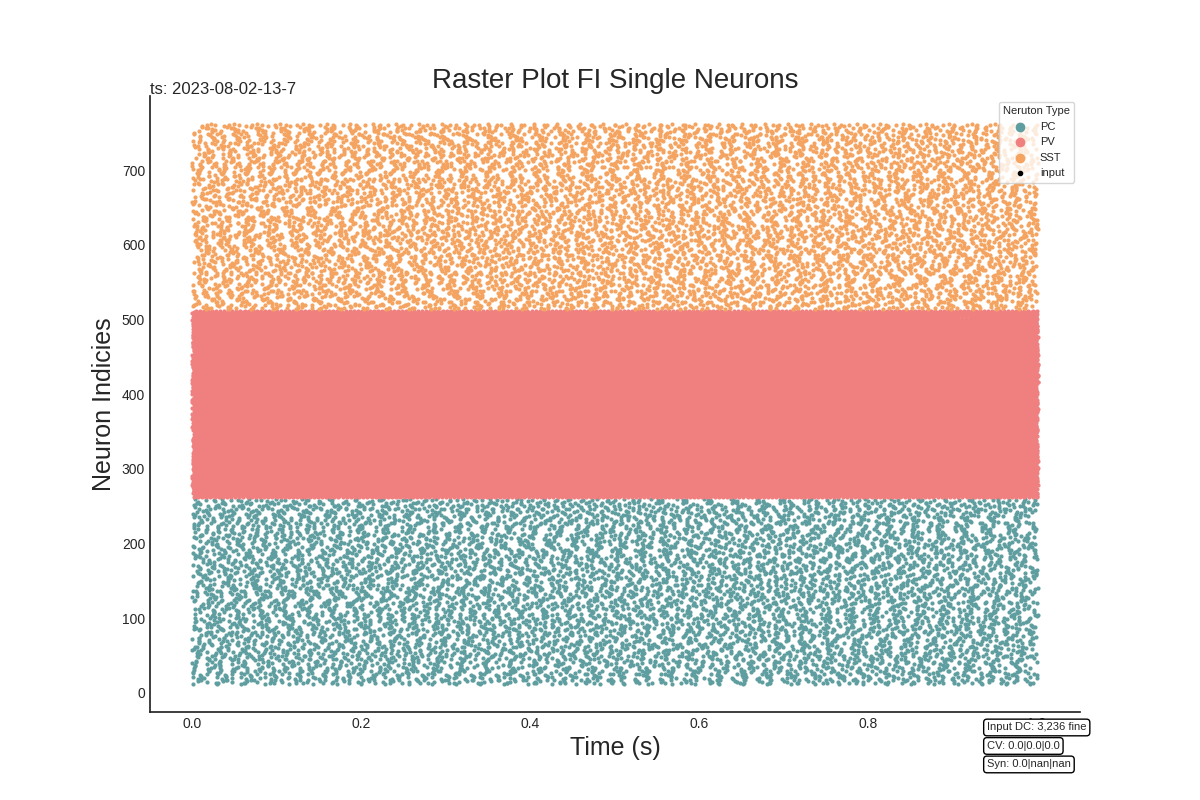 Raster Plot FI Single Neurons
ts: 2023-08-02-13-7
Neruton Type
PC
PV
SST
input
700
600
500
400
300
200
100
0
Neuron Indicies
0.0
0.2
0.4
0.6
0.8
Time (s)
Input DC: 3,236 fine
CV: 0.0|0.0|0.0
Syn: 0.0|nan|nan